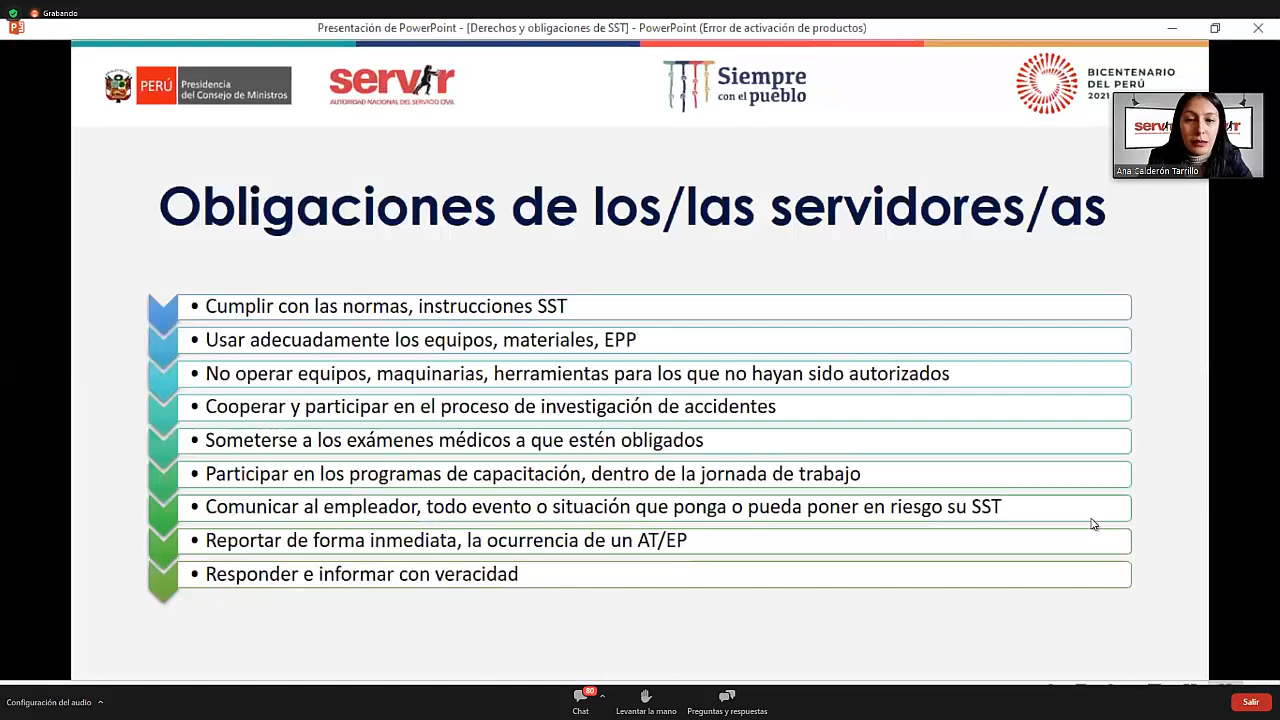 Grabando
Presentación de PowerPoint - [Derechos y obligaciones de SST] - PowerPoint (Error de activación de productos)
PERÚ
Presidencia
del Consejo de Ministros
servir
AUTORIDAD NACIONAL DEL SERVICIO CIVIL
Siempre
con el pueblo
BICENTENARIO
DEL PERÚ
Ana Calderón Tarrillo
Obligaciones de los/las servidores/as
• Cumplir con las normas, instrucciones SST
• Usar adecuadamente los equipos, materiales, EPP
• No operar equipos, maquinarias, herramientas para los que no hayan sido autorizados
• Cooperar y participar en el proceso de investigación de accidentes
• Someterse a los exámenes médicos a que estén obligados
• Participar en los programas de capacitación, dentro de la jornada de trabajo
• Comunicar al empleador, todo evento o situación que ponga o pueda poner en riesgo su SST
• Reportar de forma inmediata, la ocurrencia de un AT/EP
• Responder e informar con veracidad
Configuración del audio
80
Chat
Levantar la mano
Preguntas y respuestas
Salir